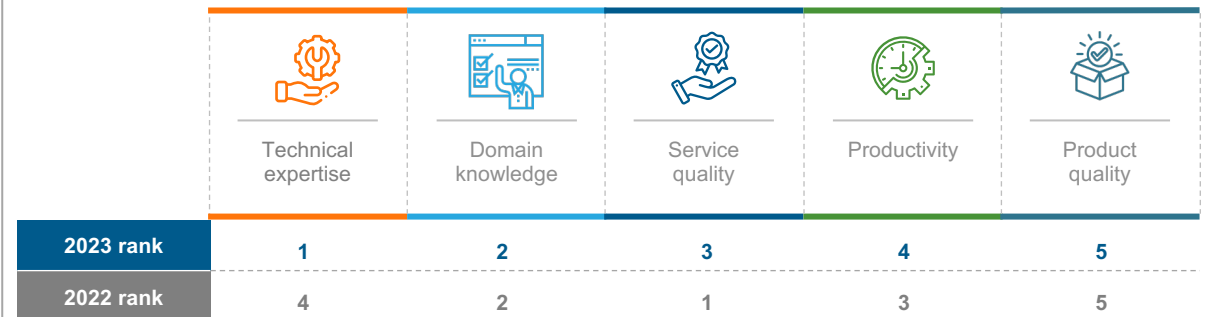 Technical
expertise
Domain
knowledge
Service
quality
Productivity
Product
quality
2023 rank 1 2 3 4 5
2022 rank 4 2 1 3 5